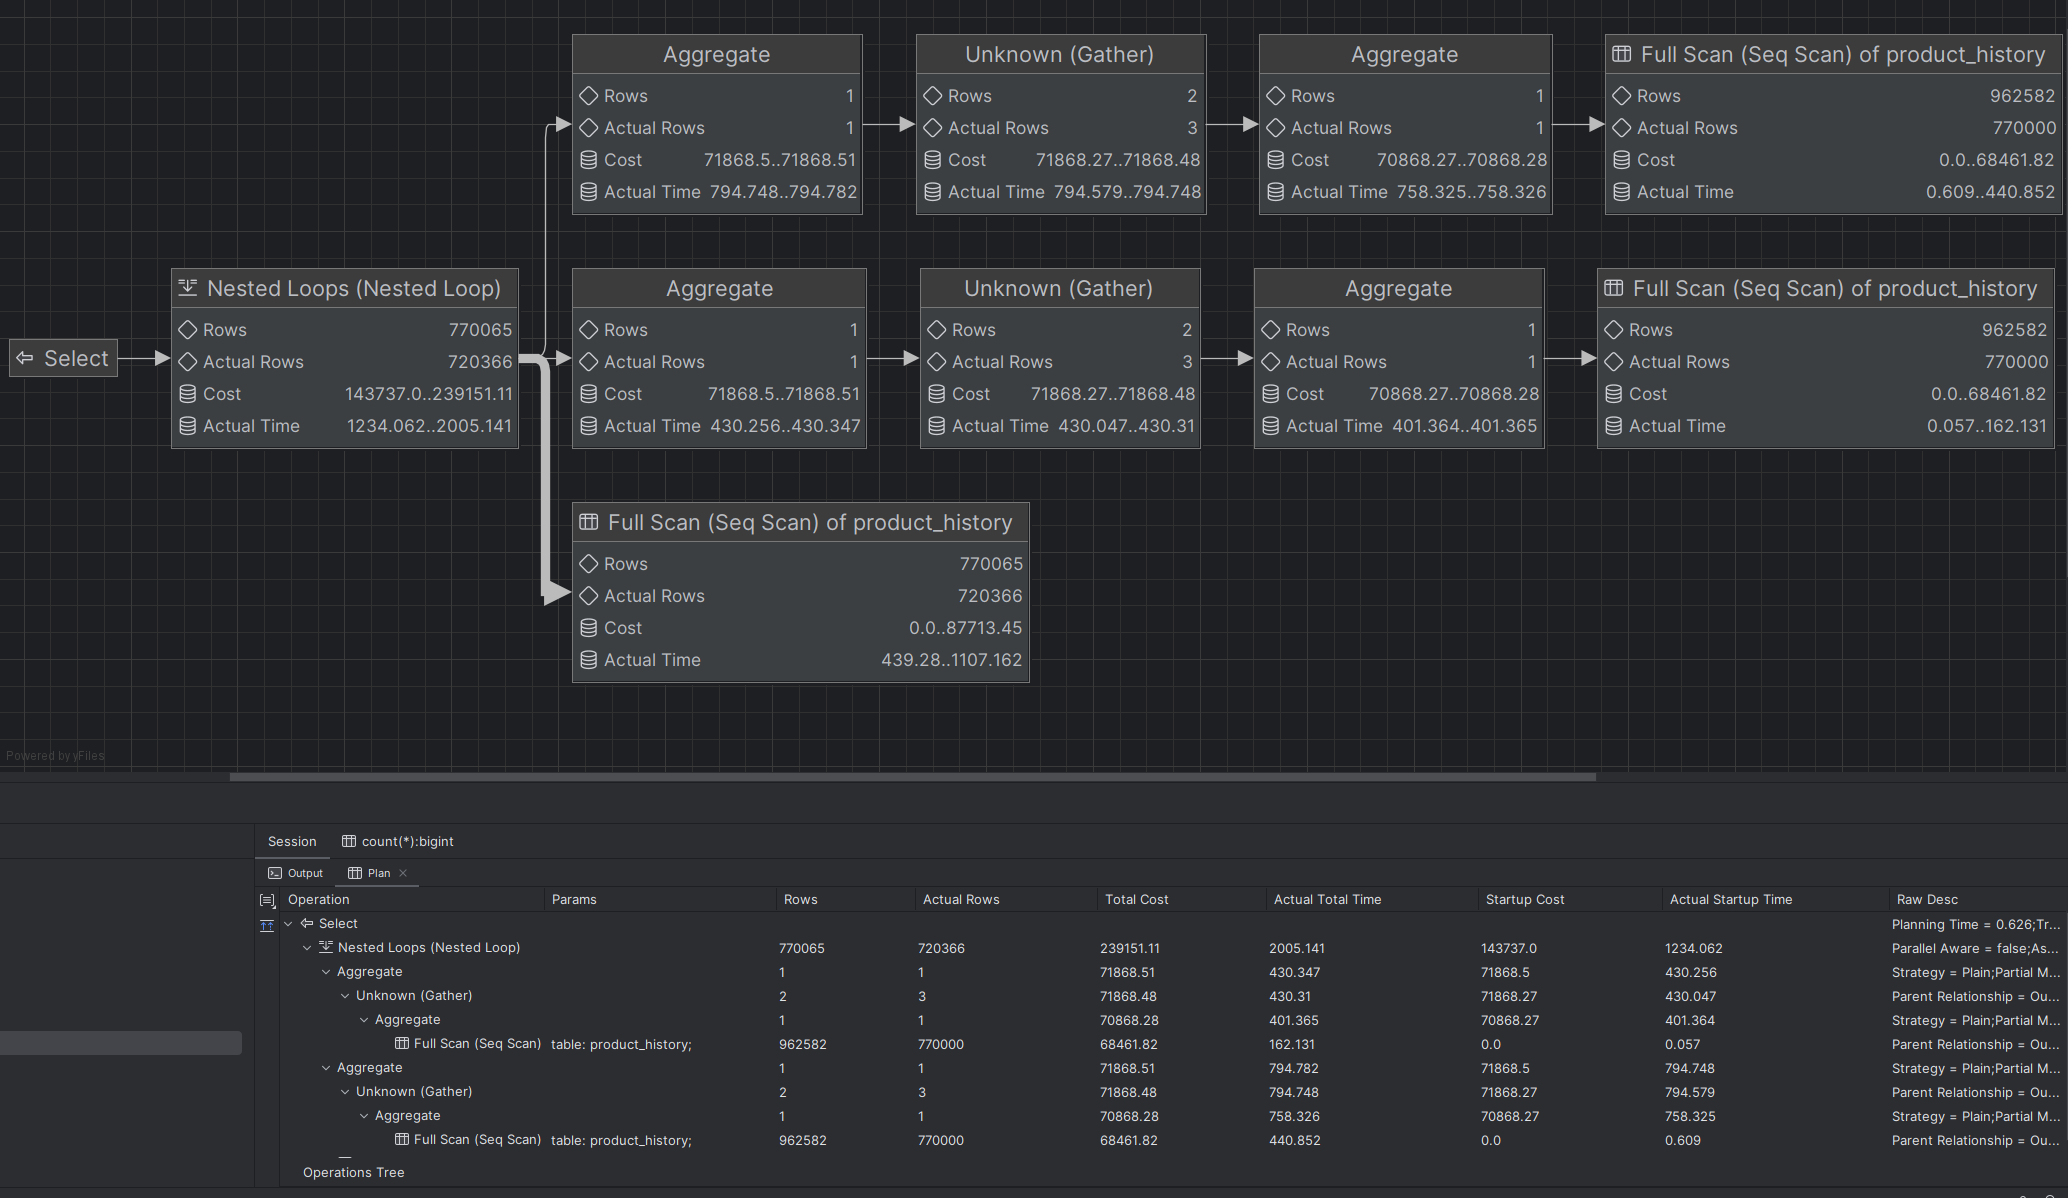 Aggregate
Rows 1
Actual Rows 1
Cost 71868.5..71868.51
Actual Time 794.748..794.782
Unknown (Gather)
Rows 2
Actual Rows 3
Cost 71868.27..71868.48
Actual Time 794.579..794.748
Aggregate
Rows 1
Actual Rows 1
Cost 70868.27..70868.28
Actual Time 758.325..758.326
Full Scan (Seq Scan) of product_history
Rows 962582
Actual Rows 770000
Cost 0.0..68461.82
Actual Time 0.609..440.852
Select
Nested Loops (Nested Loop)
Rows 770065
Actual Rows 720366
Cost 143737.0..239151.11
Actual Time 1234.062..2005.141
Aggregate
Rows 1
Actual Rows 1
Cost 71868.5..71868.51
Actual Time 430.256..430.347
Unknown (Gather)
Rows 2
Actual Rows 3
Cost 71868.27..71868.48
Actual Time 430.047..430.31
Aggregate
Rows 1
Actual Rows 1
Cost 70868.27..70868.28
Actual Time 401.364..401.365
Full Scan (Seq Scan) of product_history
Rows 962582
Actual Rows 770000
Cost 0.0..68461.82
Actual Time 0.057..162.131
Full Scan (Seq Scan) of product_history
Rows 770065
Actual Rows 720366
Cost 0.0..87713.45
Actual Time 439.28..1107.162
Powered by yFiles
Session count(*):bigint
Output Plan
Operation Params Rows Actual Rows Total Cost Actual Total Time Startup Cost Actual Startup Time Raw Desc
Select Planning Time = 0.626;Tr...
Nested Loops (Nested Loop) 770065 720366 239151.11 2005.141 143737.0 1234.062 Parallel Aware = false;As...
Aggregate 1 1 71868.51 430.347 71868.5 430.256 Strategy = Plain;Partial M...
Unknown (Gather) 2 3 71868.48 430.31 71868.27 430.047 Parent Relationship = Ou...
Aggregate 1 1 70868.28 401.365 70868.27 401.364 Strategy = Plain;Partial M...
Full Scan (Seq Scan) table: product_history; 962582 770000 68461.82 162.131 0.0 0.057 Parent Relationship = Ou...
Aggregate 1 1 71868.51 794.782 71868.5 794.748 Strategy = Plain;Partial M...
Unknown (Gather) 2 3 71868.48 794.748 71868.27 794.579 Parent Relationship = Ou...
Aggregate 1 1 70868.28 758.326 70868.27 758.325 Strategy = Plain;Partial M...
Full Scan (Seq Scan) table: product_history; 962582 770000 68461.82 440.852 0.0 0.609 Parent Relationship = Ou...
Operations Tree